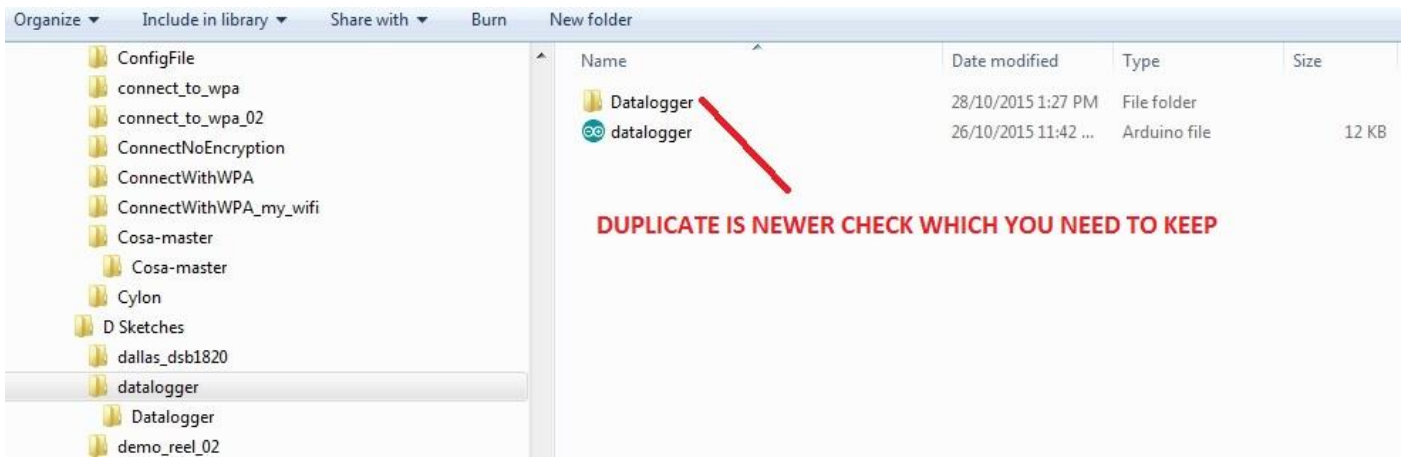 Organize Include in library Share with Burn New folder
ConfigFile
connect_to_wpa
connect_to_wpa_02
ConnectNoEncryption
ConnectWithWPA
ConnectWithWPA_my_wifi
Cosa-master
Cosa-master
Cylon
D Sketches
dallas_dsb1820
datalogger
Datalogger
demo_reel_02
Name Date modified Type Size
Datalogger 28/10/2015 1:27 PM File folder
datalogger 26/10/2015 11:42 ... Arduino file 12 KB
DUPLICATE IS NEWER CHECK WHICH YOU NEED TO KEEP